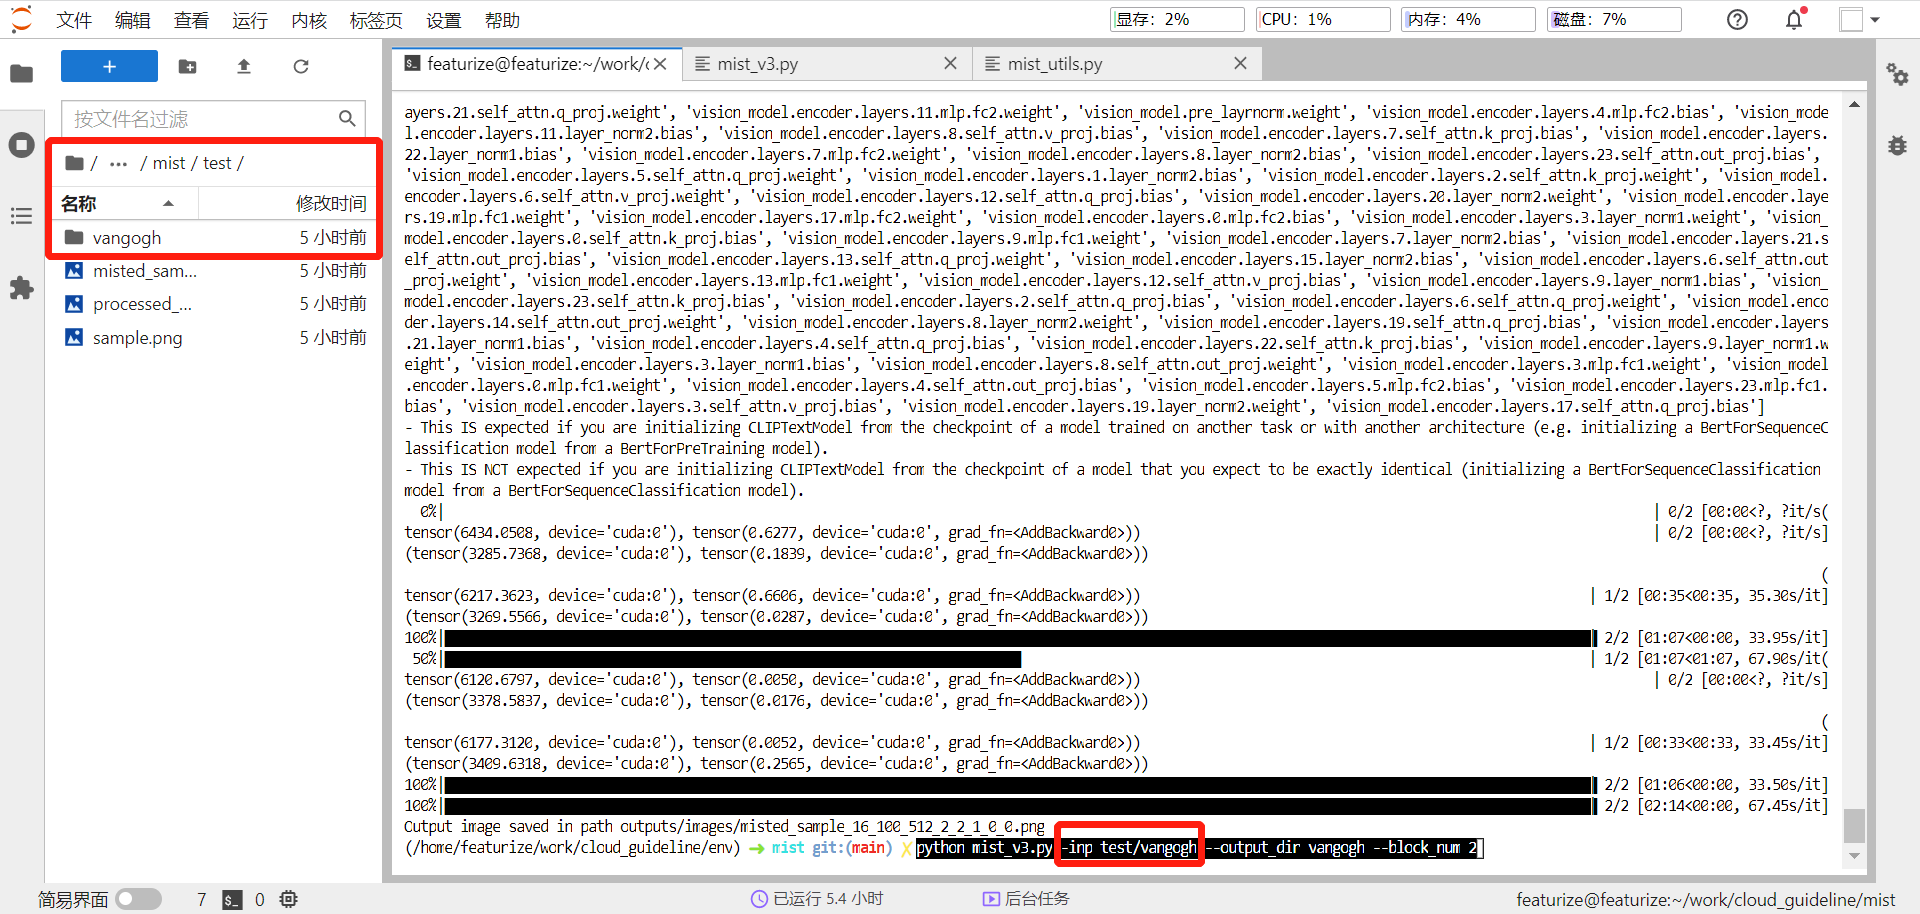 文件 编辑 查看 运行 内核 标签页 设置 帮助 显存: 2% CPU: 1% 内存: 4% 磁盘: 7%
featurize@featurize:~/work/c mist_v3.py mist_utils.py
按文件名过滤
/ ··· / mist / test /
名称 修改时间
vangogh 5 小时前
misted_sam... 5 小时前
processed_... 5 小时前
sample.png 5 小时前
ayers.21.self_attn.q_proj.weight', 'vision_model.encoder.layers.11.mlp.fc2.weight', 'vision_model.pre_layrnorm.weight', 'vision_model.encoder.layers.4.mlp.fc2.bias', 'vision_mode
l.encoder.layers.11.layer_norm2.bias', 'vision_model.encoder.layers.8.self_attn.v_proj.bias', 'vision_model.encoder.layers.7.self_attn.k_proj.bias', 'vision_model.encoder.layers.
22.layer_norm1.bias', 'vision_model.encoder.layers.7.mlp.fc2.weight', 'vision_model.encoder.layers.8.layer_norm2.bias', 'vision_model.encoder.layers.23.self_attn.out_proj.bias',
'vision_model.encoder.layers.5.self_attn.q_proj.weight', 'vision_model.encoder.layers.1.layer_norm2.bias', 'vision_model.encoder.layers.2.self_attn.k_proj.weight', 'vision_model.
encoder.layers.6.self_attn.v_proj.weight', 'vision_model.encoder.layers.12.self_attn.q_proj.bias', 'vision_model.encoder.layers.20.layer_norm2.weight', 'vision_model.encoder.laye
rs.19.mlp.fc1.weight', 'vision_model.encoder.layers.17.mlp.fc2.weight', 'vision_model.encoder.layers.0.mlp.fc2.bias', 'vision_model.encoder.layers.3.layer_norm1.weight', 'vision_
model.encoder.layers.0.self_attn.k_proj.bias', 'vision_model.encoder.layers.9.mlp.fc1.weight', 'vision_model.encoder.layers.7.layer_norm2.bias', 'vision_model.encoder.layers.21.s
elf_attn.out_proj.bias', 'vision_model.encoder.layers.13.self_attn.q_proj.weight', 'vision_model.encoder.layers.15.layer_norm2.bias', 'vision_model.encoder.layers.6.self_attn.out
_proj.weight', 'vision_model.encoder.layers.13.mlp.fc1.weight', 'vision_model.encoder.layers.12.self_attn.v_proj.bias', 'vision_model.encoder.layers.9.layer_norm1.bias', 'vision_
model.encoder.layers.23.self_attn.k_proj.bias', 'vision_model.encoder.layers.2.self_attn.q_proj.bias', 'vision_model.encoder.layers.6.self_attn.q_proj.weight', 'vision_model.enco
der.layers.14.self_attn.out_proj.weight', 'vision_model.encoder.layers.8.layer_norm2.weight', 'vision_model.encoder.layers.19.self_attn.q_proj.weight', 'vision_model.encoder.layers
.21.layer_norm1.bias', 'vision_model.encoder.layers.4.self_attn.q_proj.bias', 'vision_model.encoder.layers.22.self_attn.k_proj.bias', 'vision_model.encoder.layers.9.layer_norm1.w
eight', 'vision_model.encoder.layers.3.layer_norm1.bias', 'vision_model.encoder.layers.8.self_attn.out_proj.weight', 'vision_model.encoder.layers.3.mlp.fc1.weight', 'vision_model
.encoder.layers.0.mlp.fc1.weight', 'vision_model.encoder.layers.4.self_attn.out_proj.bias', 'vision_model.encoder.layers.5.mlp.fc2.bias', 'vision_model.encoder.layers.23.mlp.fc1.
bias', 'vision_model.encoder.layers.3.self_attn.v_proj.bias', 'vision_model.encoder.layers.19.layer_norm2.weight', 'vision_model.encoder.layers.17.self_attn.q_proj.bias']
- This IS expected if you are initializing CLIPTextModel from the checkpoint of a model trained on another task or with another architecture (e.g. initializing a BertForSequenceC
lassification model from a BertForPreTraining model).
- This IS NOT expected if you are initializing CLIPTextModel from the checkpoint of a model that you expect to be exactly identical (initializing a BertForSequenceClassification
model from a BertForSequenceClassification model).
0%| | 0/2 [00:00<?, ?it/s(
tensor(6434.0508, device='cuda:0'), tensor(0.6277, device='cuda:0', grad_fn=<AddBackward0>)) | 0/2 [00:00<?, ?it/s]
(tensor(3285.7368, device='cuda:0'), tensor(0.1839, device='cuda:0', grad_fn=<AddBackward0>))
(
tensor(6217.3623, device='cuda:0'), tensor(0.6606, device='cuda:0', grad_fn=<AddBackward0>)) | 1/2 [00:35<00:35, 35.30s/it]
(tensor(3269.5566, device='cuda:0'), tensor(0.0287, device='cuda:0', grad_fn=<AddBackward0>))
100%| | 2/2 [01:07<00:00, 33.95s/it]
50%| | 1/2 [01:07<01:07, 67.90s/it(
tensor(6120.6797, device='cuda:0'), tensor(0.0050, device='cuda:0', grad_fn=<AddBackward0>)) | 0/2 [00:00<?, ?it/s]
(tensor(3378.5837, device='cuda:0'), tensor(0.0176, device='cuda:0', grad_fn=<AddBackward0>))
(
tensor(6177.3120, device='cuda:0'), tensor(0.0052, device='cuda:0', grad_fn=<AddBackward0>)) | 1/2 [00:33<00:33, 33.45s/it]
(tensor(3409.6318, device='cuda:0'), tensor(0.2565, device='cuda:0', grad_fn=<AddBackward0>))
100%| | 2/2 [01:06<00:00, 33.50s/it]
100%| | 2/2 [02:14<00:00, 67.45s/it]
Output image saved in path outputs/images/misted_sample_16_100_512_2_2_1_0_0.png
(/home/featurize/work/cloud_guideline/env) ➜ mist git:(main) ✗ python mist_v3.py -inp test/vangogh --output_dir vangogh --block_num 2
简易界面 7 0 已运行 5.4 小时 后台任务 featurize@featurize:~/work/cloud_guideline/mist